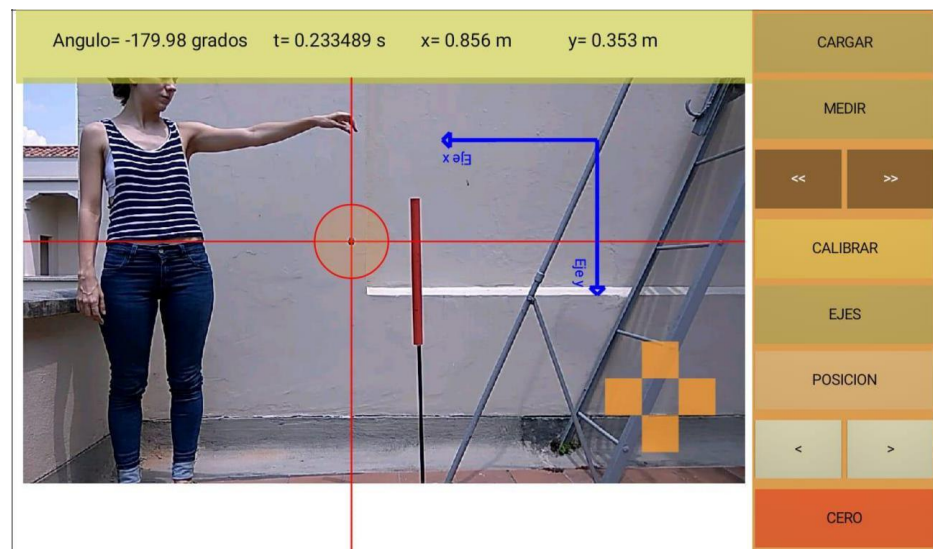 Angulo= -179.98 grados t= 0.233489 s x= 0.856 m y= 0.353 m
CARGAR
MEDIR
<< >>
CALIBRAR
EJES
POSICION
< >
CERO
Eje x
Eje y